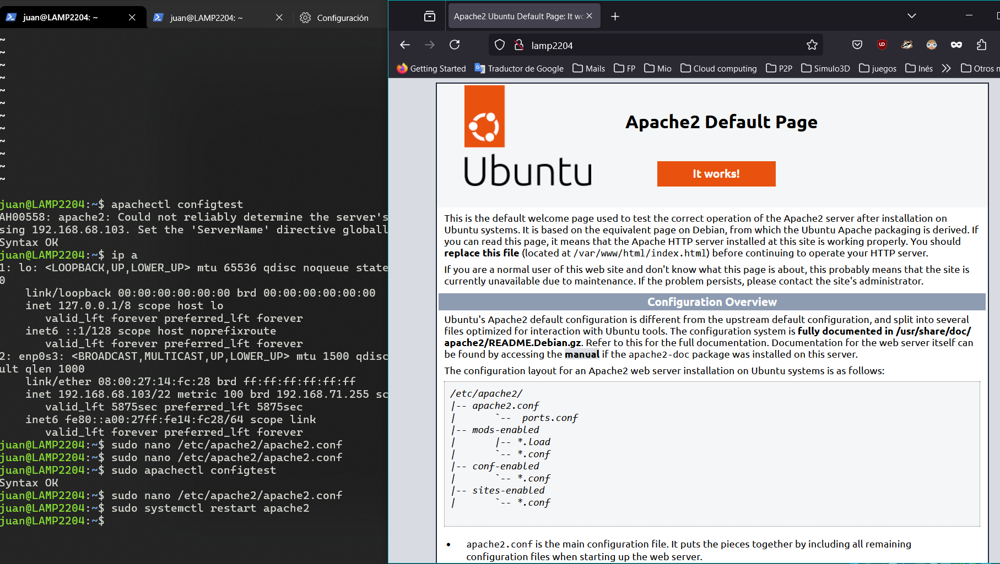 juan@LAMP2204: ~
juan@LAMP2204: ~
Configuración
~
~
~
~
~
~
~
~
~
~
~
~
juan@LAMP2204:~$ apachectl configtest
AH00558: apache2: Could not reliably determine the server's
sing 192.168.68.103. Set the 'ServerName' directive globall
Syntax OK
juan@LAMP2204:~$ ip a
1: lo: <LOOPBACK,UP,LOWER_UP> mtu 65536 qdisc noqueue state
0
link/loopback 00:00:00:00:00:00 brd 00:00:00:00:00:00
inet 127.0.0.1/8 scope host lo
valid_lft forever preferred_lft forever
inet6 ::1/128 scope host noprefixroute
valid_lft forever preferred_lft forever
2: enp0s3: <BROADCAST,MULTICAST,UP,LOWER_UP> mtu 1500 qdisc
ult qlen 1000
link/ether 08:00:27:14:fc:28 brd ff:ff:ff:ff:ff:ff
inet 192.168.68.103/22 metric 100 brd 192.168.71.255 sc
valid_lft 5875sec preferred_lft 5875sec
inet6 fe80::a00:27ff:fe14:fc28/64 scope link
valid_lft forever preferred_lft forever
juan@LAMP2204:~$ sudo nano /etc/apache2/apache2.conf
juan@LAMP2204:~$ sudo nano /etc/apache2/apache2.conf
juan@LAMP2204:~$ sudo apachectl configtest
Syntax OK
juan@LAMP2204:~$ sudo nano /etc/apache2/apache2.conf
juan@LAMP2204:~$ sudo systemctl restart apache2
juan@LAMP2204:~$
Apache2 Ubuntu Default Page: It wo
lamp2204
Getting Started Traductor de Google Mails FP Mio Cloud computing P2P Simulo3D juegos Inés Otros m
Ubuntu
Apache2 Default Page
It works!
This is the default welcome page used to test the correct operation of the Apache2 server after installation on
Ubuntu systems. It is based on the equivalent page on Debian, from which the Ubuntu Apache packaging is derived. If
you can read this page, it means that the Apache HTTP server installed at this site is working properly. You should
replace this file (located at /var/www/html/index.html) before continuing to operate your HTTP server.
If you are a normal user of this web site and don't know what this page is about, this probably means that the site is
currently unavailable due to maintenance. If the problem persists, please contact the site's administrator.
Configuration Overview
Ubuntu's Apache2 default configuration is different from the upstream default configuration, and split into several
files optimized for interaction with Ubuntu tools. The configuration system is fully documented in /usr/share/doc/
apache2/README.Debian.gz. Refer to this for the full documentation. Documentation for the web server itself can
be found by accessing the manual if the apache2-doc package was installed on this server.
The configuration layout for an Apache2 web server installation on Ubuntu systems is as follows:
/etc/apache2/
|-- apache2.conf
|       `--  ports.conf
|-- mods-enabled
|       |-- *.load
|       `-- *.conf
|-- conf-enabled
|       `-- *.conf
|-- sites-enabled
|       `-- *.conf
• apache2.conf is the main configuration file. It puts the pieces together by including all remaining
configuration files when starting up the web server.